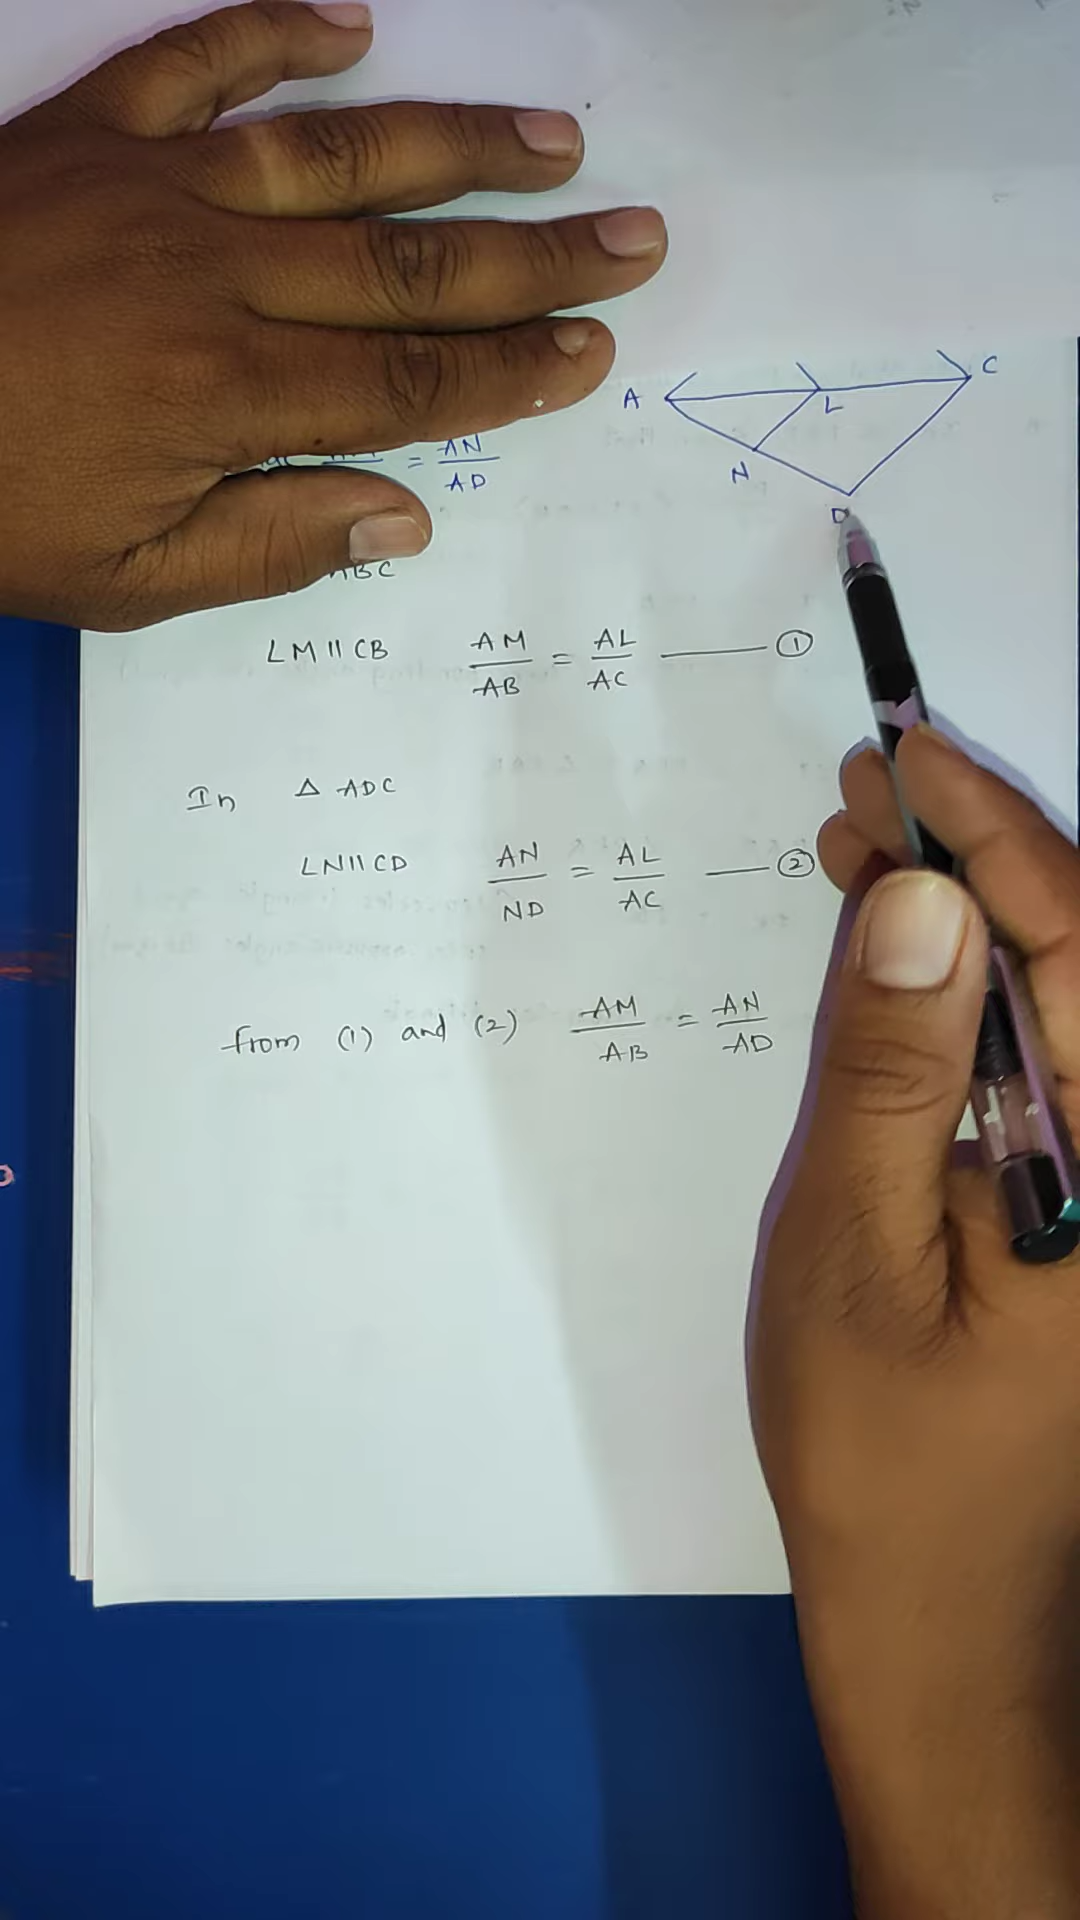 A L C
N
D
= AN/AD
ABC
LM || CB AM/AB = AL/AC ——— ①
In △ ADC
LN || CD AN/ND = AL/AC —— ②
from (1) and (2) AM/AB = AN/AD